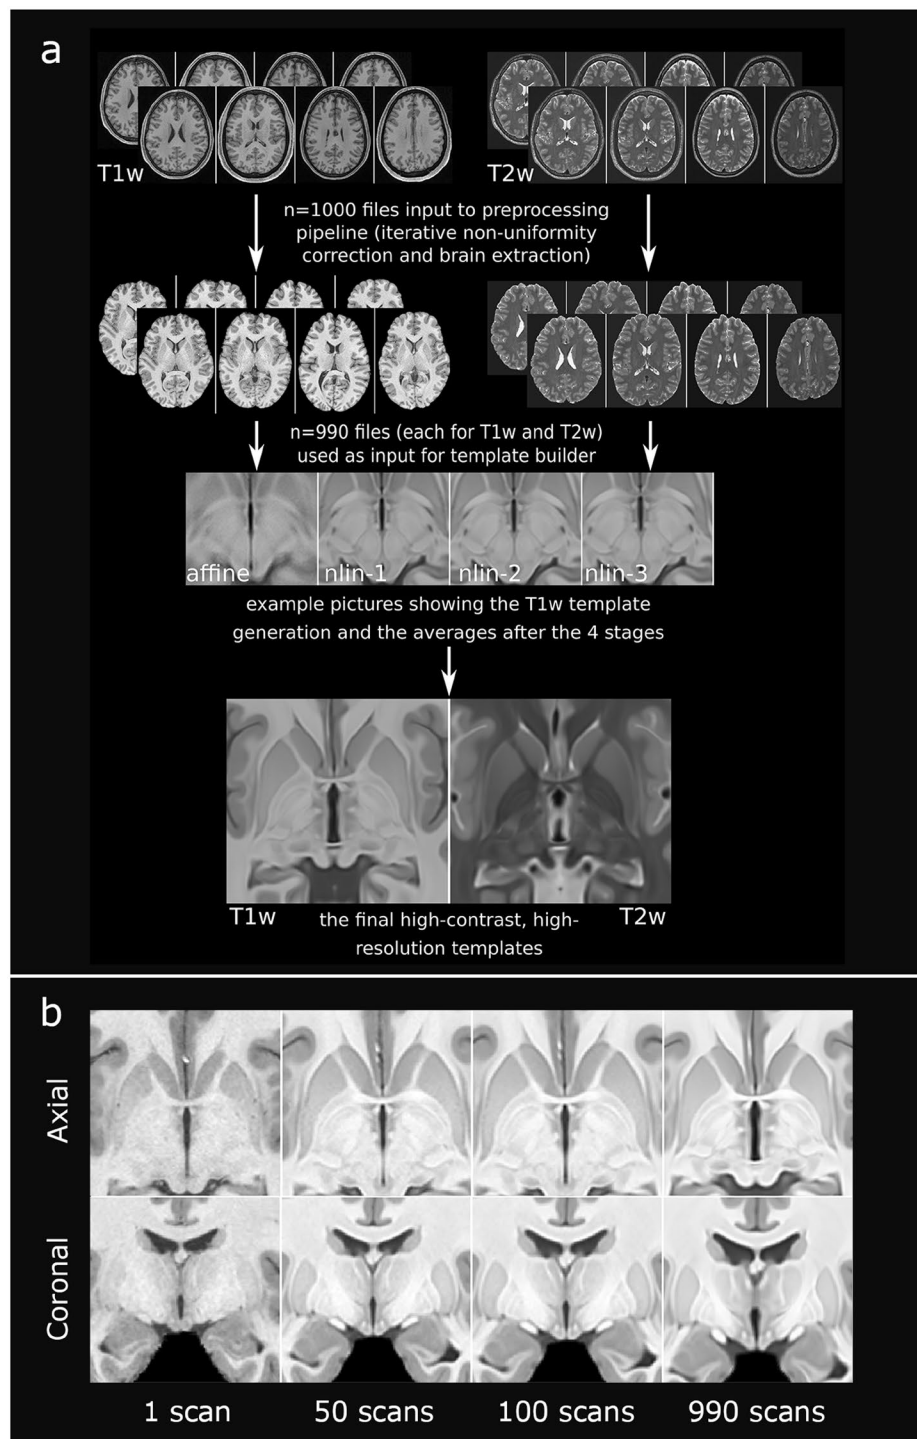 a
T1w
T2w
n=1000 files input to preprocessing
pipeline (iterative non-uniformity
correction and brain extraction)
n=990 files (each for T1w and T2w)
used as input for template builder
affine
nlin-1
nlin-2
nlin-3
example pictures showing the T1w template
generation and the averages after the 4 stages
T1w
T2w
the final high-contrast, high-
resolution templates
b
Axial
Coronal
1 scan
50 scans
100 scans
990 scans